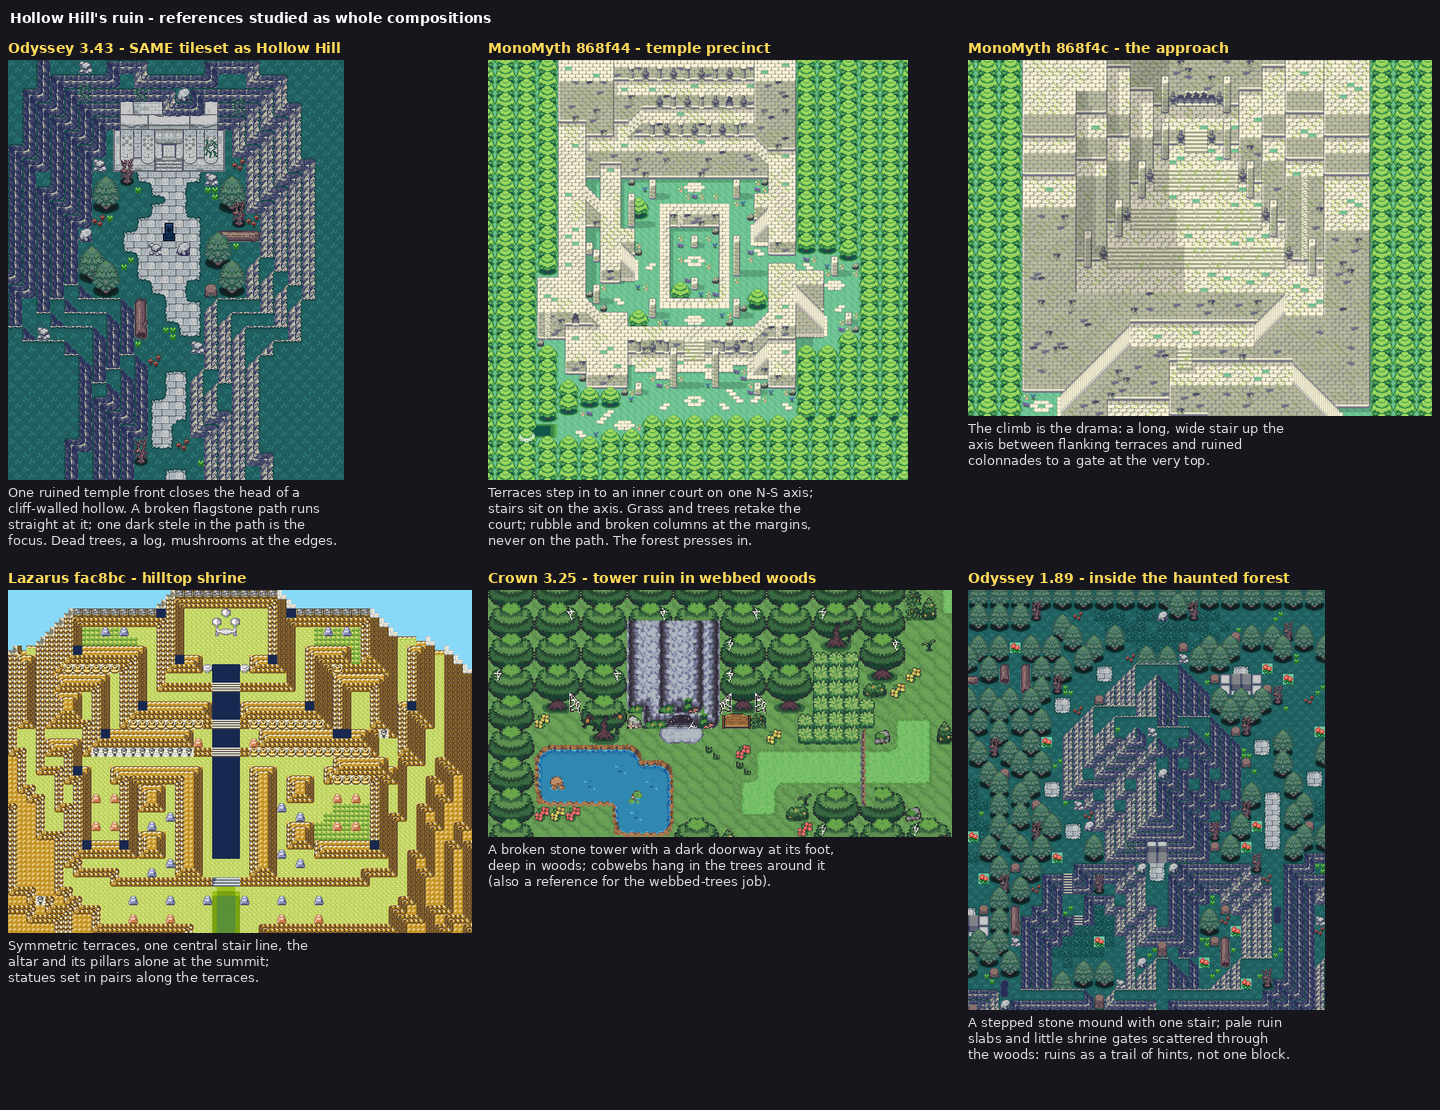 Hollow Hill's ruin - references studied as whole compositions
Odyssey 3.43 - SAME tileset as Hollow Hill
One ruined temple front closes the head of a
cliff-walled hollow. A broken flagstone path runs
straight at it; one dark stele in the path is the
focus. Dead trees, a log, mushrooms at the edges.
MonoMyth 868f44 - temple precinct
Terraces step in to an inner court on one N-S axis;
stairs sit on the axis. Grass and trees retake the
court; rubble and broken columns at the margins,
never on the path. The forest presses in.
MonoMyth 868f4c - the approach
The climb is the drama: a long, wide stair up the
axis between flanking terraces and ruined
colonnades to a gate at the very top.
Lazarus fac8bc - hilltop shrine
Symmetric terraces, one central stair line, the
altar and its pillars alone at the summit;
statues set in pairs along the terraces.
Crown 3.25 - tower ruin in webbed woods
A broken stone tower with a dark doorway at its foot,
deep in woods; cobwebs hang in the trees around it
(also a reference for the webbed-trees job).
Odyssey 1.89 - inside the haunted forest
A stepped stone mound with one stair; pale ruin
slabs and little shrine gates scattered through
the woods: ruins as a trail of hints, not one block.